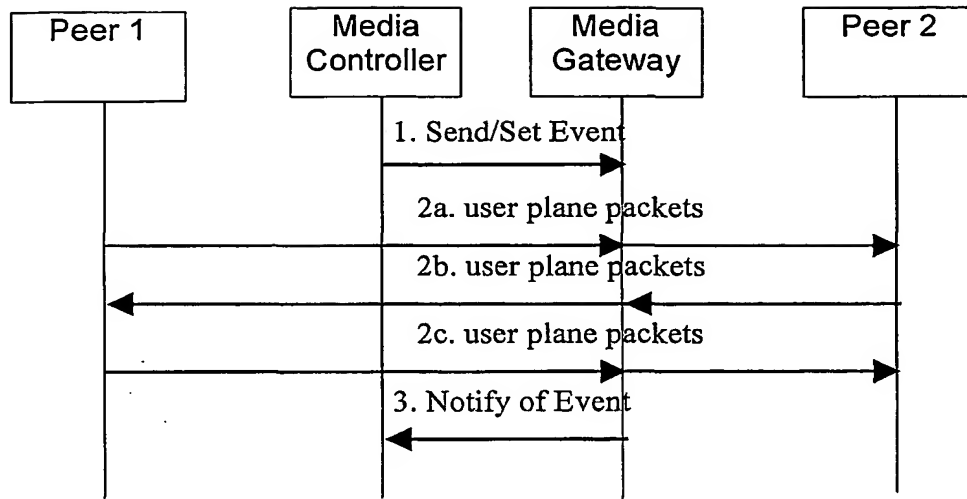 Peer 1
Media
Controller
Media
Gateway
Peer 2
1. Send/Set Event
2a. user plane packets
2b. user plane packets
2c. user plane packets
3. Notify of Event